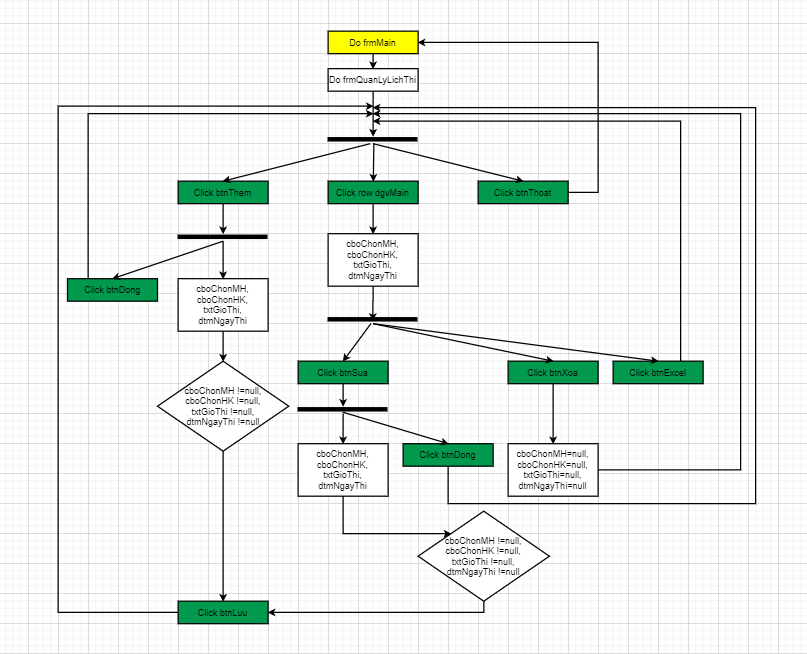 Do frmMain
Do frmQuanLyLichThi
Click btnThem
Click row dgvMain
Click btnThoat
cboChonMH,
cboChonHK,
txtGioThi,
dtmNgayThi
Click btnDong
cboChonMH,
cboChonHK,
txtGioThi,
dtmNgayThi
Click btnSua
Click btnXoa
Click btnExcel
cboChonMH !=null,
cboChonHK !=null,
txtGioThi !=null,
dtmNgayThi !=null
cboChonMH,
cboChonHK,
txtGioThi,
dtmNgayThi
Click btnDong
cboChonMH=null,
cboChonHK=null,
txtGioThi=null,
dtmNgayThi=null
cboChonMH !=null,
cboChonHK !=null,
txtGioThi !=null,
dtmNgayThi !=null
Click btnLuu